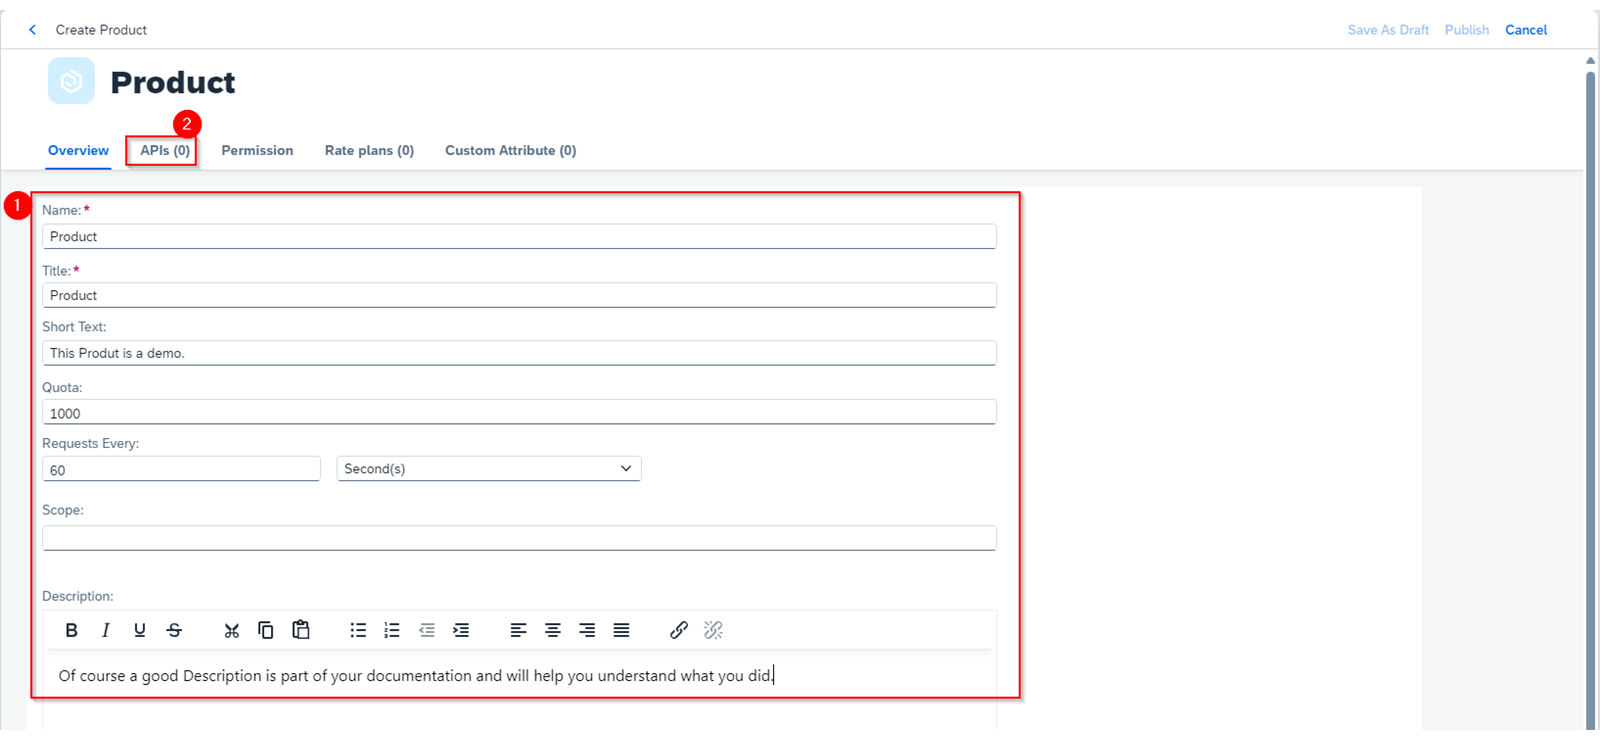 Create Product
Save As Draft Publish Cancel
Product
2
Overview APIs (0) Permission Rate plans (0) Custom Attribute (0)
1
Name:*
Product
Title:*
Product
Short Text:
This Produt is a demo.
Quota:
1000
Requests Every:
60 Second(s)
Scope:
Description:
B I U S
Of course a good Description is part of your documentation and will help you understand what you did.